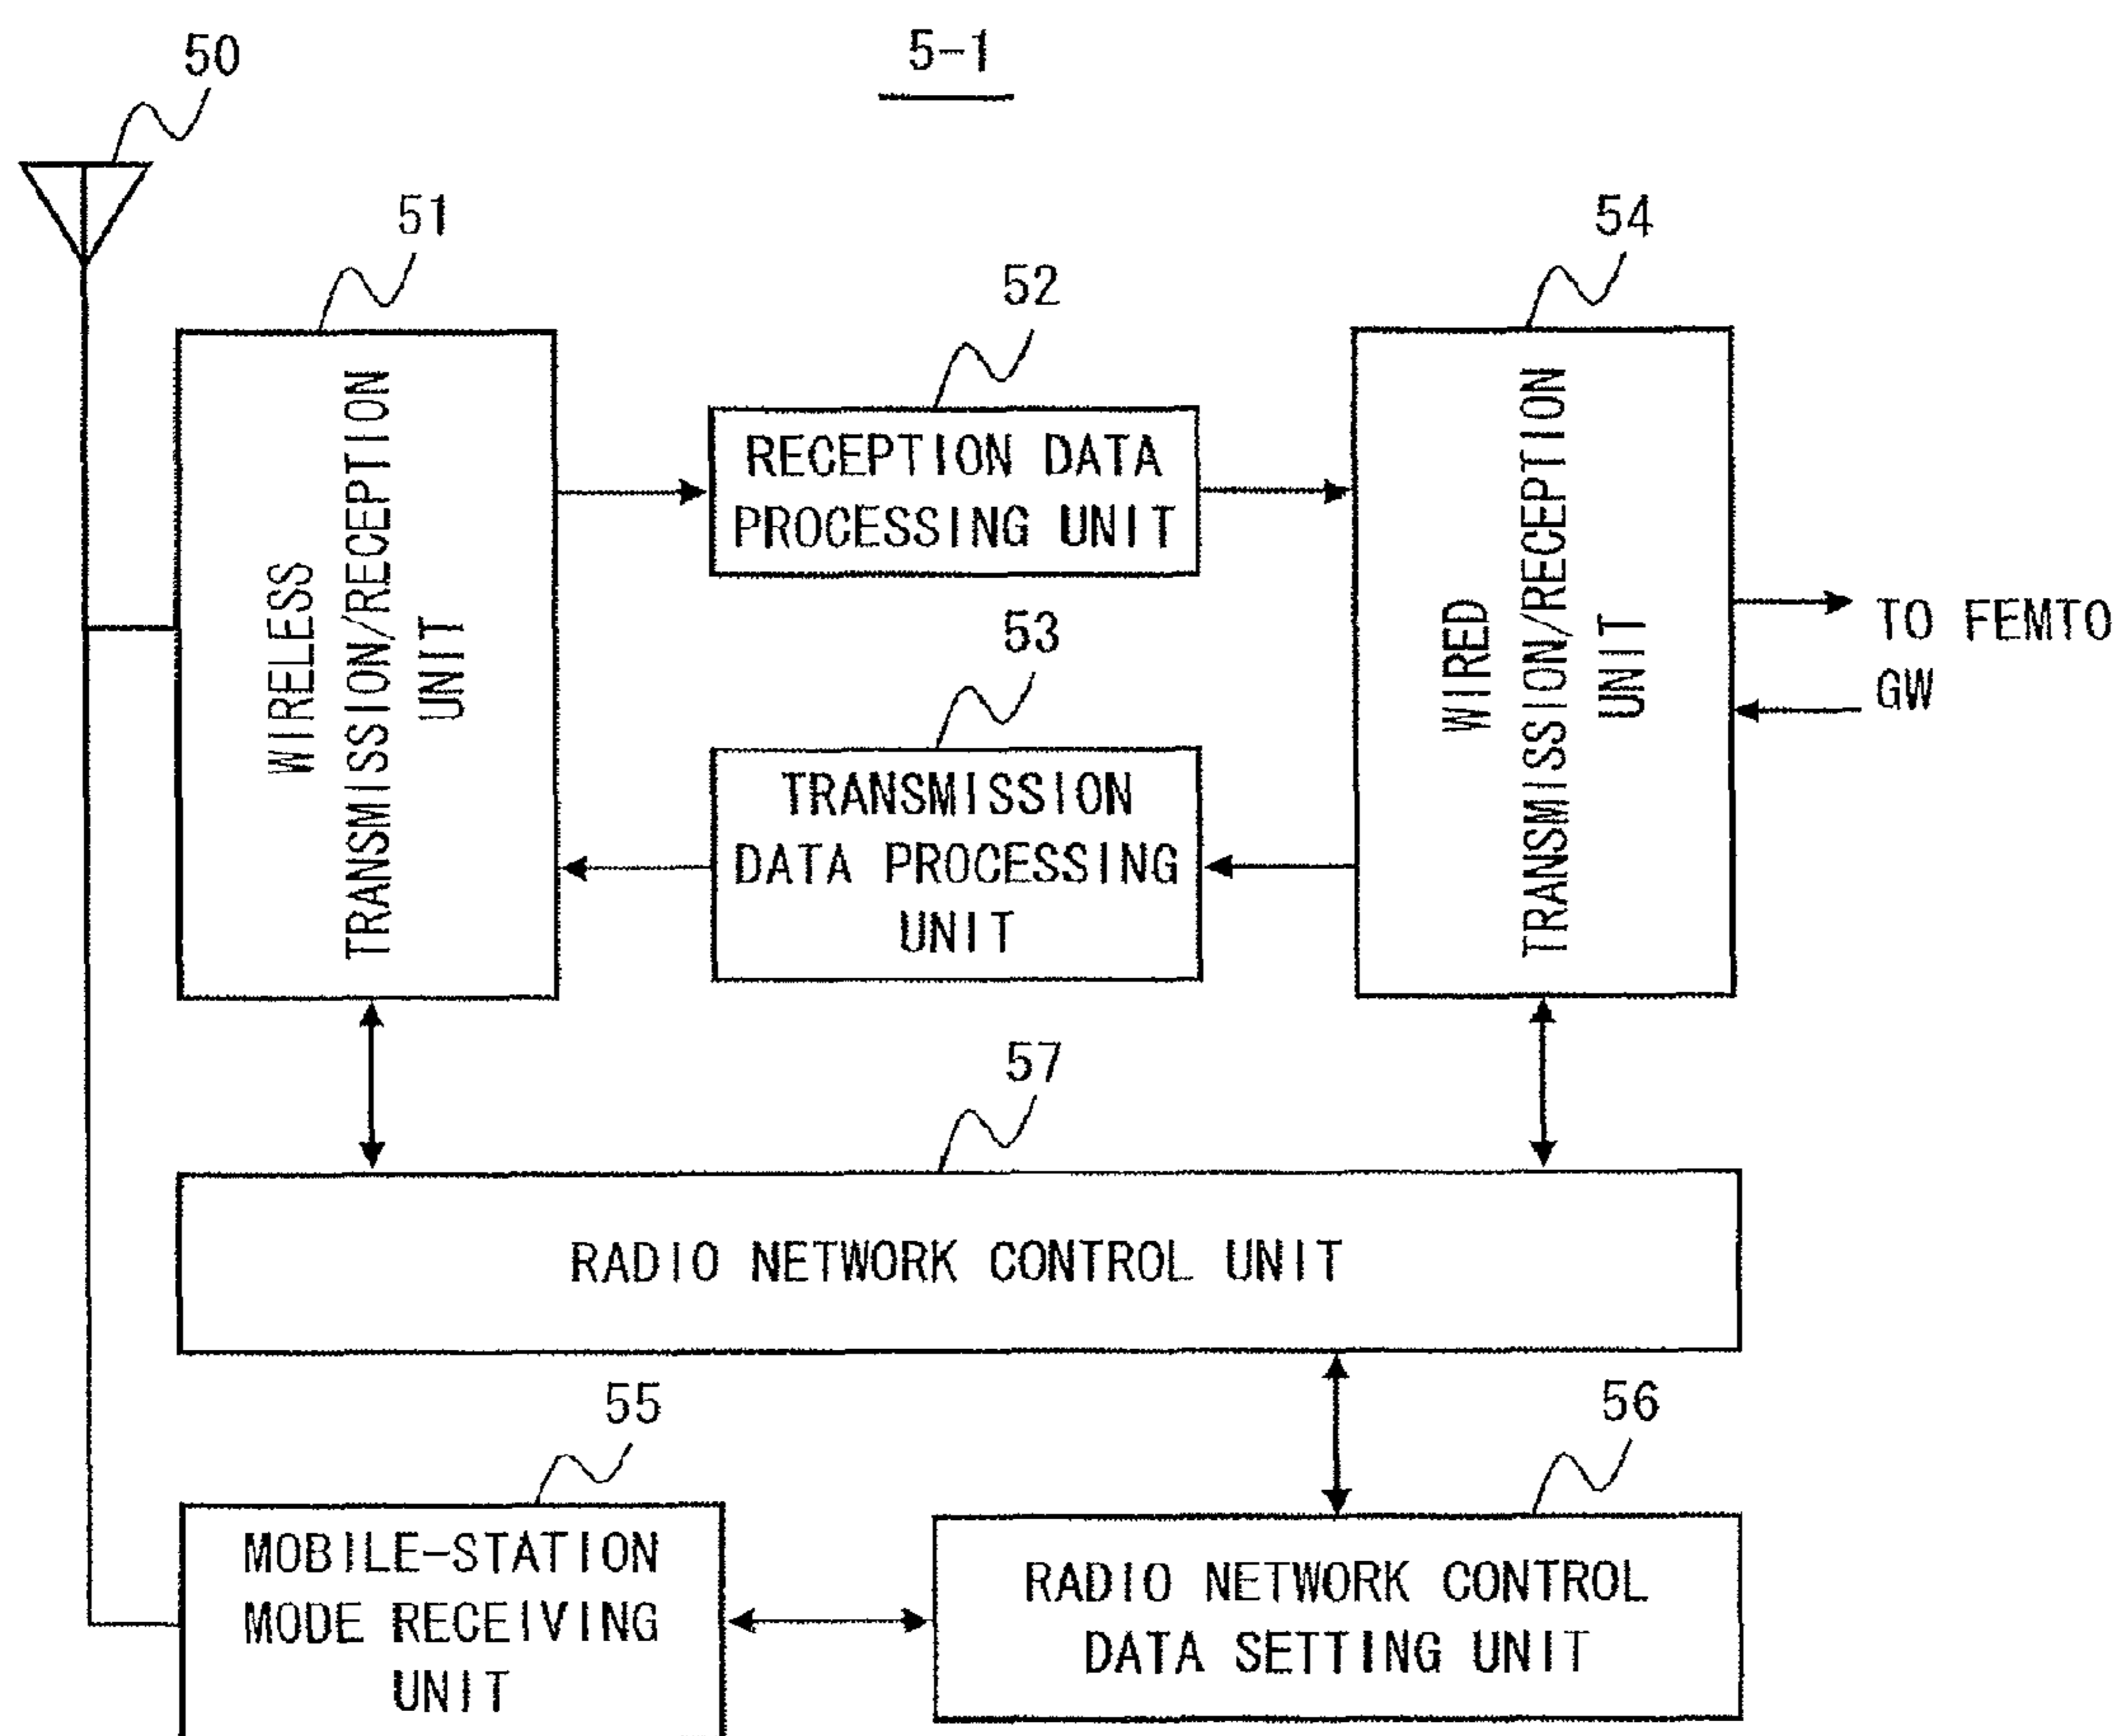 5-1
50
51
54
52
WIRELESS
TRANSMISSION/RECEPTION
UNIT
RECEPTION DATA
PROCESSING UNIT
WIRED
TRANSMISSION/RECEPTION
UNIT
TO FEMTO
GW
53
TRANSMISSION
DATA PROCESSING
UNIT
57
RADIO NETWORK CONTROL UNIT
55
MOBILE-STATION
MODE RECEIVING
UNIT
56
RADIO NETWORK CONTROL
DATA SETTING UNIT